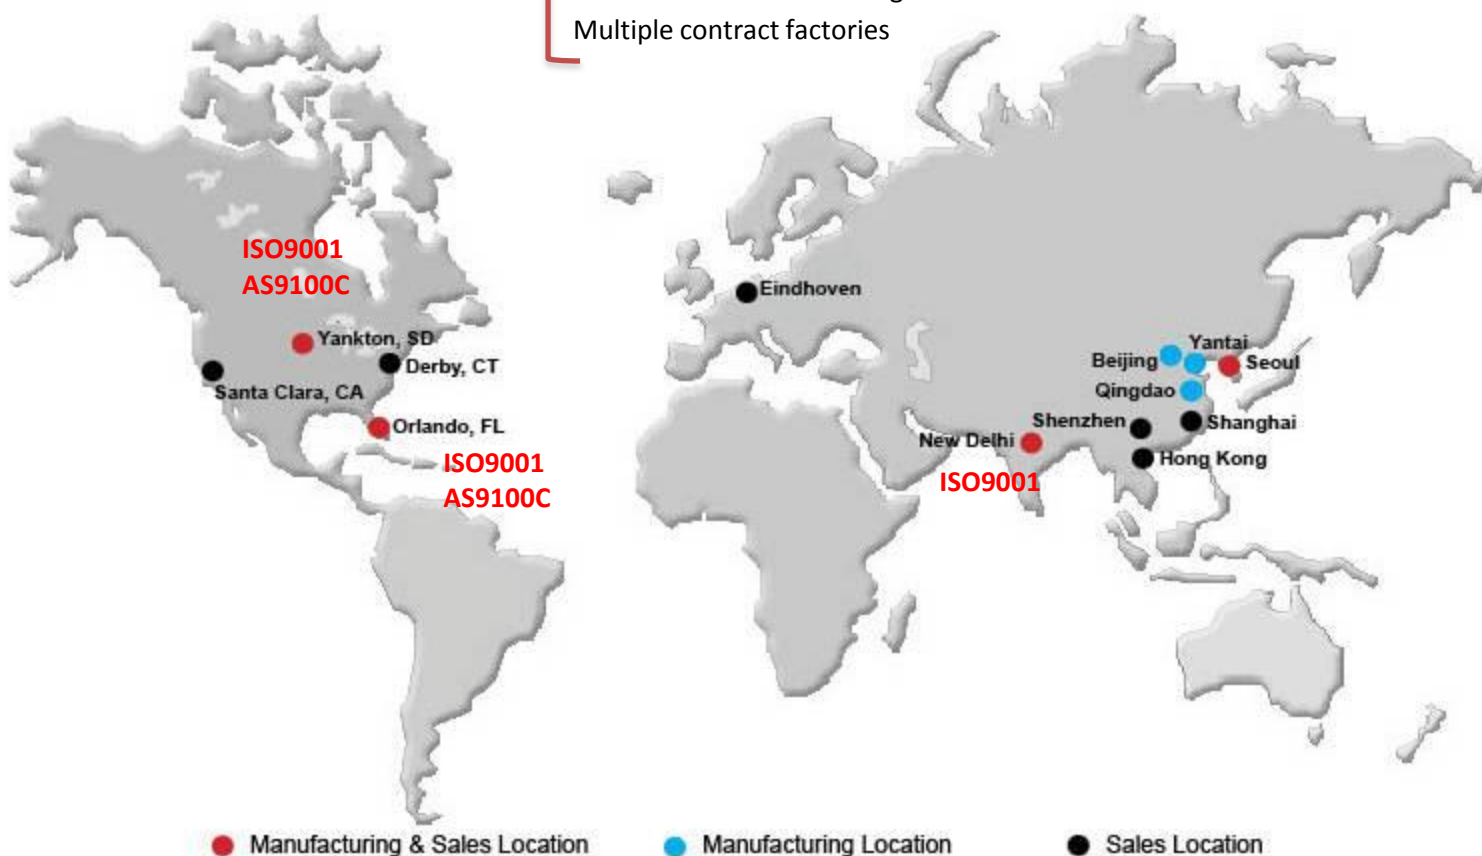 Multiple contract factories
ISO9001
AS9100C
Eindhoven
Yankton, SD
Derby, CT
Santa Clara, CA
Orlando, FL
ISO9001
AS9100C
Yantai
Beijing
Seoul
Qingdao
Shenzhen
Shanghai
New Delhi
Hong Kong
ISO9001
Manufacturing & Sales Location
Manufacturing Location
Sales Location